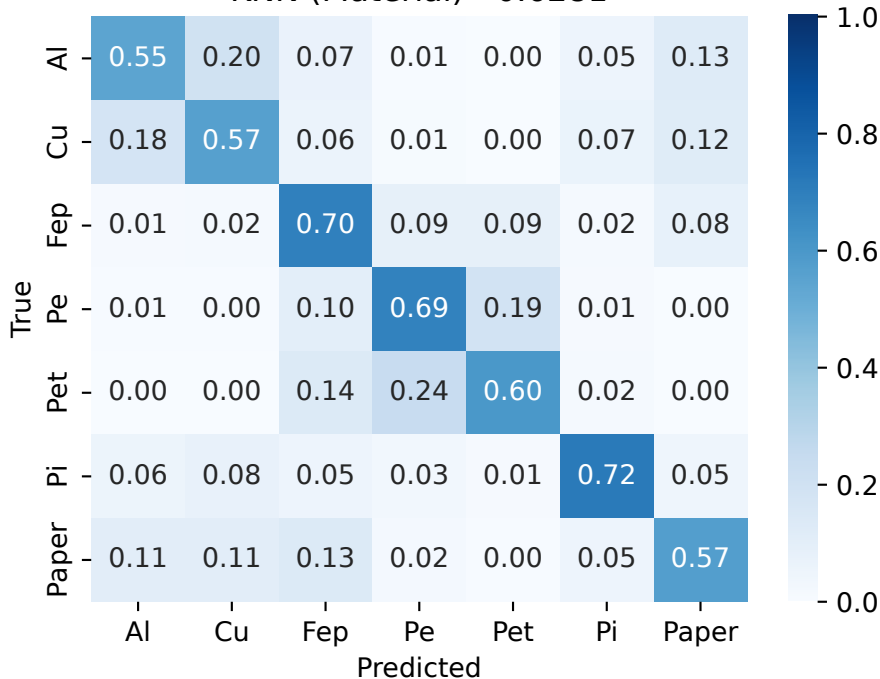 1.0
Al 0.55 0.20 0.07 0.01 0.00 0.05 0.13
0.8
Cu 0.18 0.57 0.06 0.01 0.00 0.07 0.12
Fep 0.01 0.02 0.70 0.09 0.09 0.02 0.08
0.6
True
Pe 0.01 0.00 0.10 0.69 0.19 0.01 0.00
0.4
Pet 0.00 0.00 0.14 0.24 0.60 0.02 0.00
Pi 0.06 0.08 0.05 0.03 0.01 0.72 0.05
0.2
Paper 0.11 0.11 0.13 0.02 0.00 0.05 0.57
0.0
Al Cu Fep Pe Pet Pi Paper
Predicted